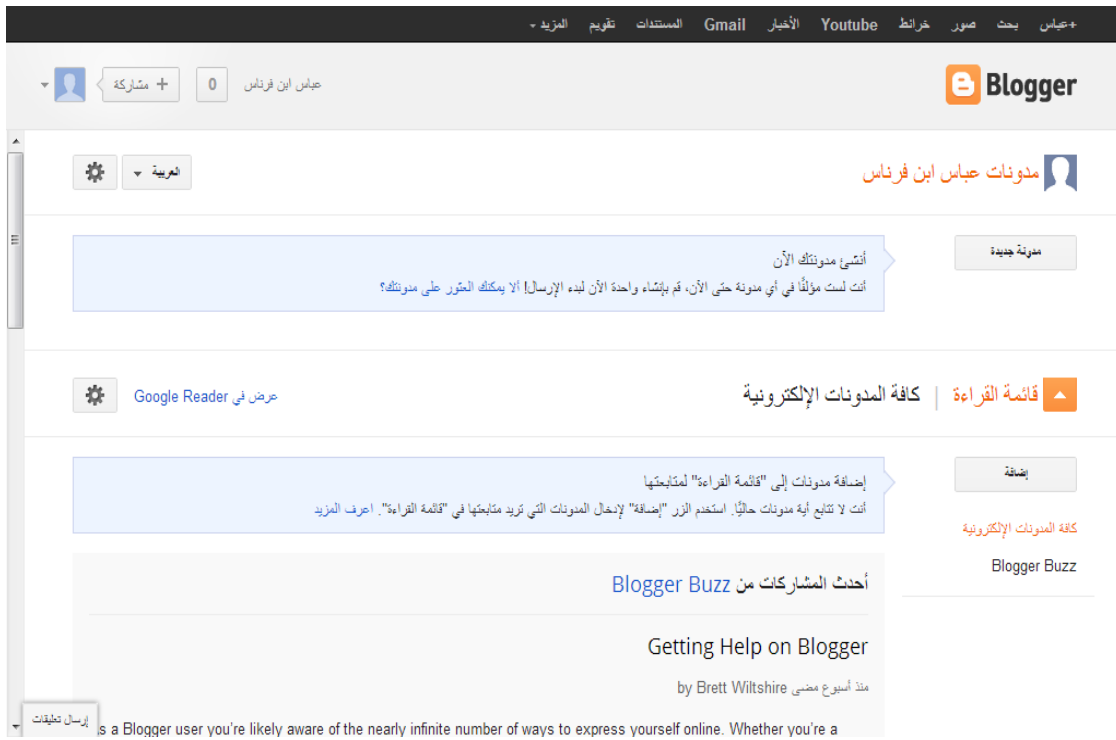 +عباس بحث صور خرائط Youtube الأخبار Gmail المستندات تقويم المزيد
Blogger
عباس ابن فرناس 0 + مشاركة
مدونات عباس ابن فرناس
العربية
مدونة جديدة
أنشئ مدونتك الآن
أنت لست مؤلفًا في أي مدونة حتى الآن، قم بإنشاء واحدة الآن لبدء الإرسال! ألا يمكنك العثور على مدونتك؟
قائمة القراءة | كافة المدونات الإلكترونية
عرض في Google Reader
إضافة
إضافة مدونات إلى "قائمة القراءة" لمتابعتها
أنت لا تتابع أية مدونات حاليًا. استخدم الزر "إضافة" لإدخال المدونات التي تريد متابعتها في "قائمة القراءة". اعرف المزيد
كافة المدونات الإلكترونية
Blogger Buzz
أحدث المشاركات من Blogger Buzz
Getting Help on Blogger
منذ أسبوع مضى by Brett Wiltshire
s a Blogger user you're likely aware of the nearly infinite number of ways to express yourself online. Whether you're a
إرسال تعليقات